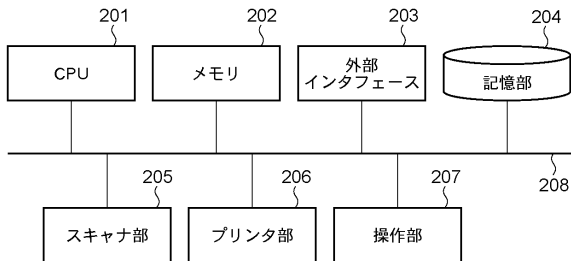 201
202
203
204
CPU
メモリ
外部
インタフェース
記憶部
208
205
206
207
スキャナ部
プリンタ部
操作部